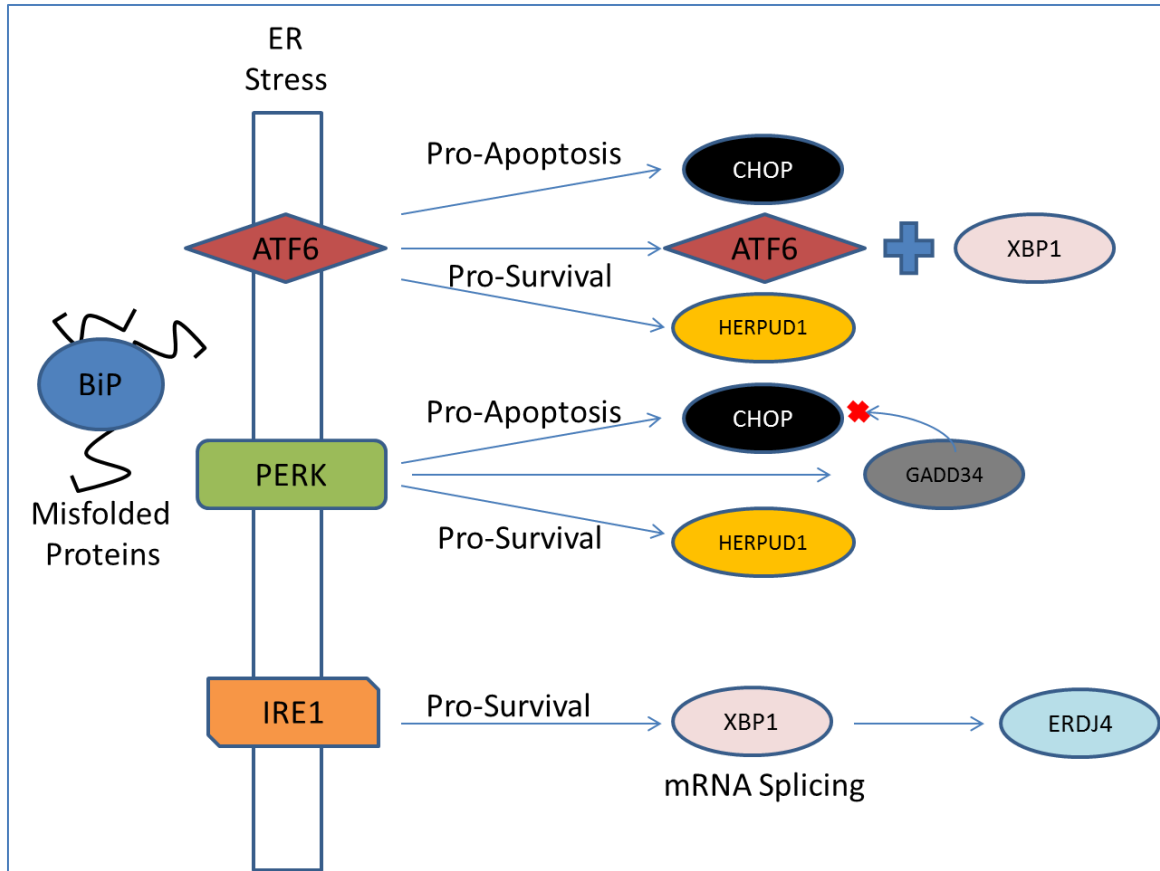 ER
Stress
Pro-Apoptosis
CHOP
ATF6
ATF6
XBP1
Pro-Survival
HERPUD1
BiP
Misfolded
Proteins
Pro-Apoptosis
CHOP
PERK
GADD34
Pro-Survival
HERPUD1
IRE1
Pro-Survival
XBP1
ERDJ4
mRNA Splicing